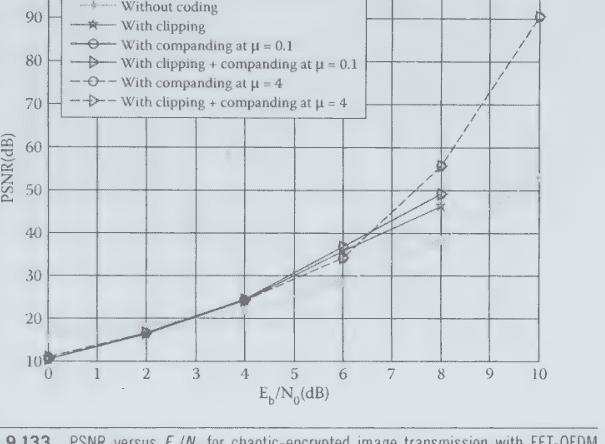 Without coding
With clipping
With companding at μ = 0.1
With clipping + companding at μ = 0.1
With companding at μ = 4
With clipping + companding at μ = 4
90
80
70
60
50
40
30
20
10
PSNR(dB)
0 1 2 3 4 5 6 7 8 9 10
E_b/N_0(dB)
9.133 PSNR versus E_b/N_0 for chaotic-encrypted image transmission with FFT-OFDM